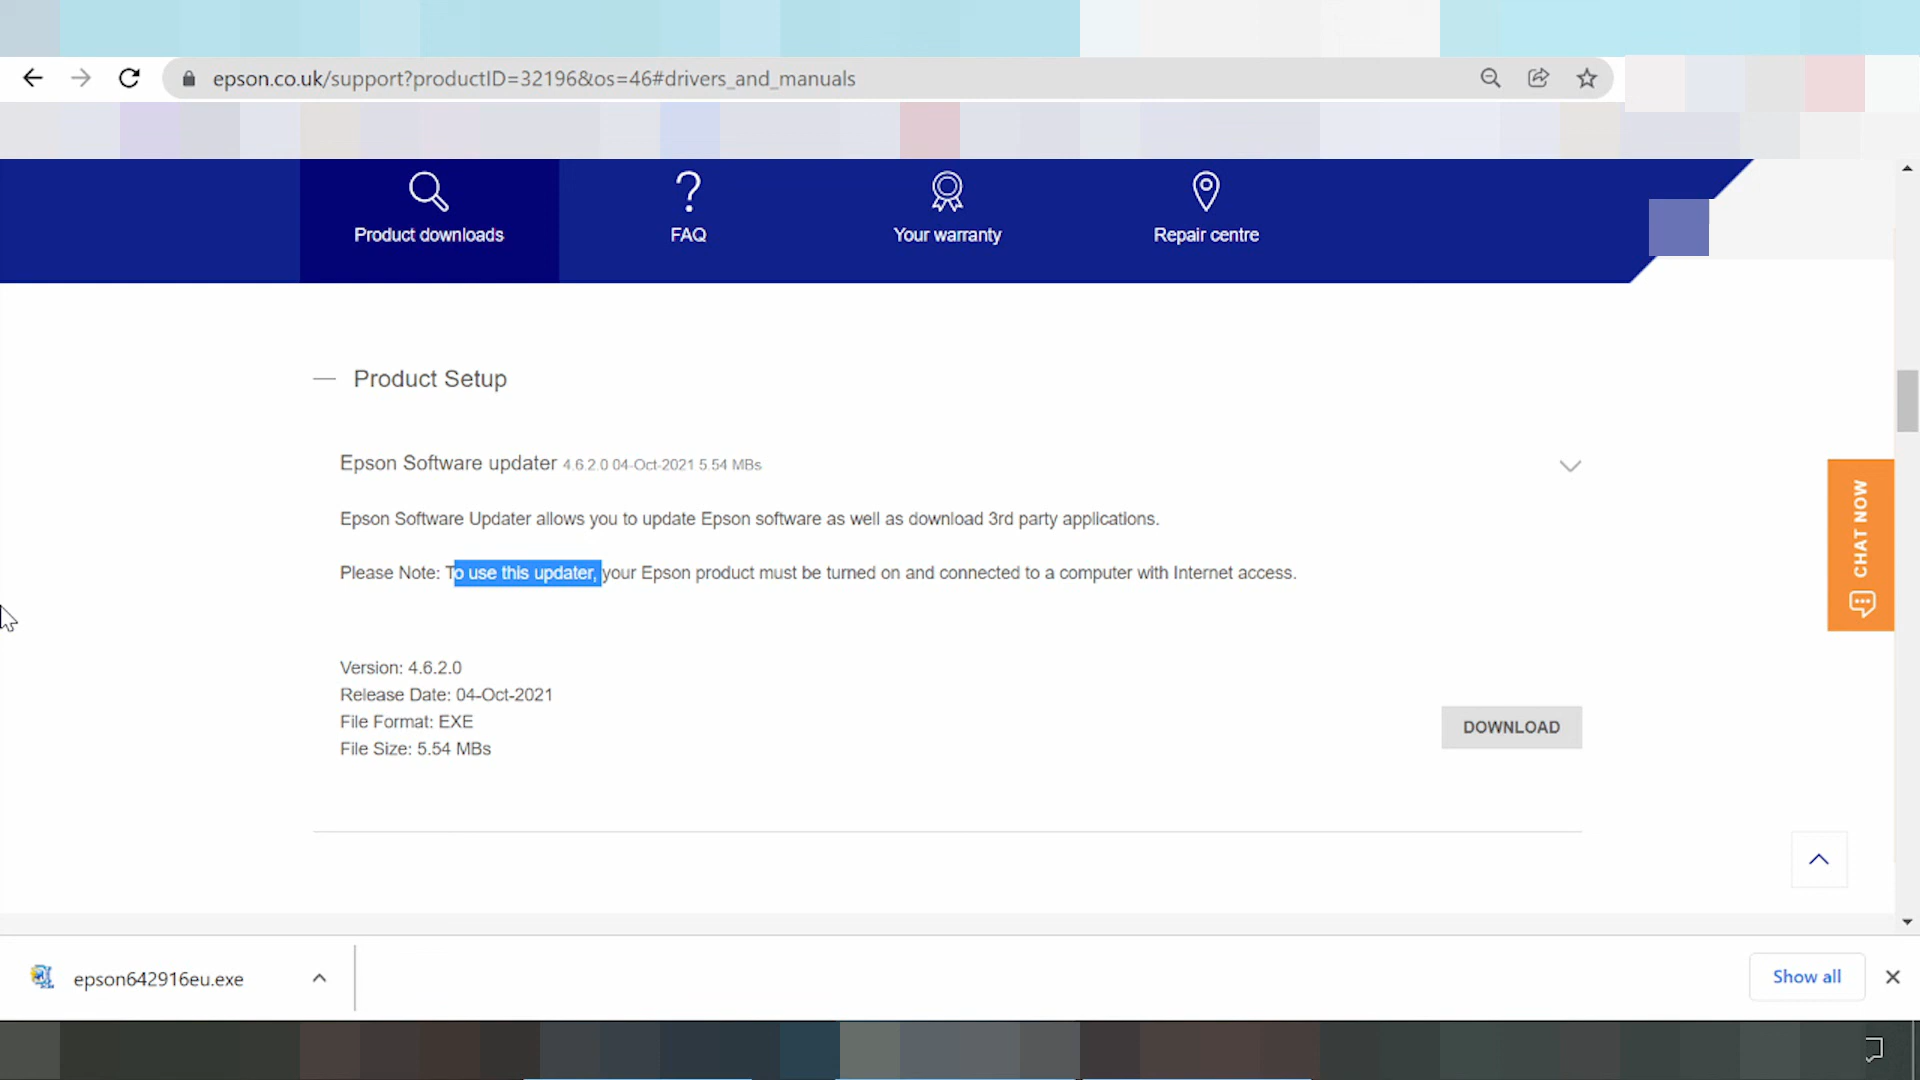 epson.co.uk/support?productID=32196&os=46#drivers_and_manuals
Product downloads
FAQ
Your warranty
Repair centre
Product Setup
Epson Software updater 4.6.2.0 04-Oct-2021 5.54 MBs
Epson Software Updater allows you to update Epson software as well as download 3rd party applications.
Please Note: To use this updater, your Epson product must be turned on and connected to a computer with Internet access.
CHAT NOW
Version: 4.6.2.0
Release Date: 04-Oct-2021
File Format: EXE
File Size: 5.54 MBs
DOWNLOAD
epson642916eu.exe
Show all